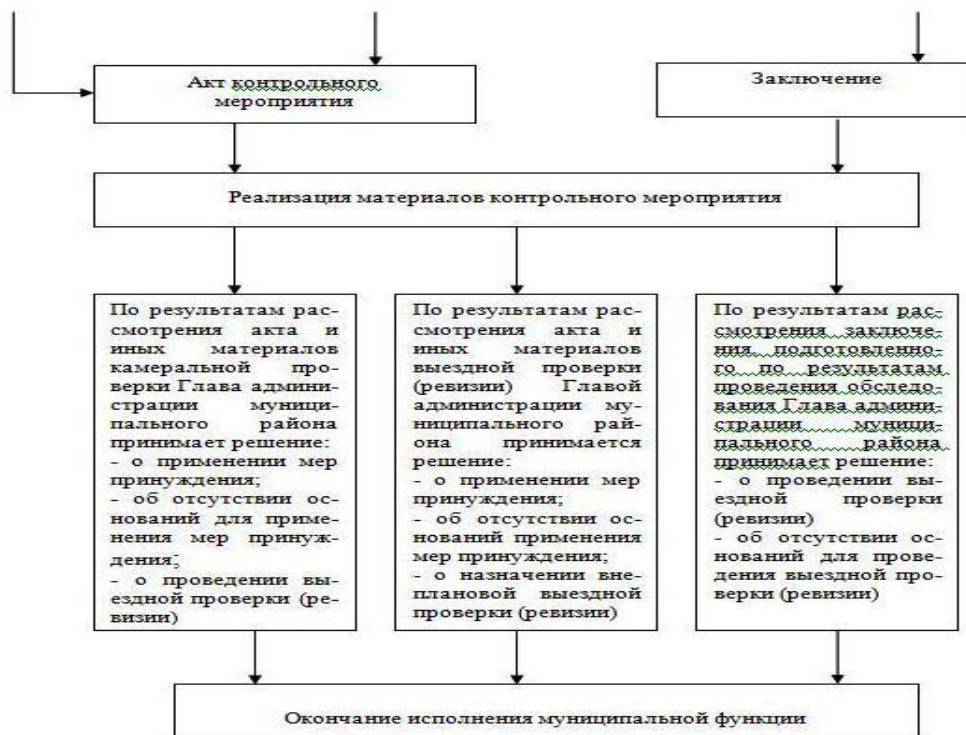 Акт контрольного
мероприятия
Заключение
Реализация материалов контрольного мероприятия
По результатам рас-
смотрения акта и
иных материалов
камеральной про-
верки Глава админи-
страции муници-
пального района
принимает решение:
- о применении мер
принуждения;
- об отсутствии ос-
нований для приме-
нения мер принуж-
дения;
- о проведении вы-
ездной проверки (ре-
визии)
По результатам рас-
смотрения акта и
иных материалов
выездной проверки
(ревизии) Главой
администрации му-
ниципального рай-
она принимается
решение:
- о применении мер
принуждения;
- об отсутствии ос-
нований применения
мер принуждения;
- о назначении вне-
плановой выездной
проверки (ревизии)
По результатам рас-
смотрения заключе-
ния, подготовленно-
го по результатам
проведения обследо-
вания Глава админи-
страции муници-
пального района
принимает решение:
- о проведении вы-
ездной проверки
(ревизии)
- об отсутствии ос-
нований для прове-
дения выездной про-
верки (ревизии)
Окончание исполнения муниципальной функции